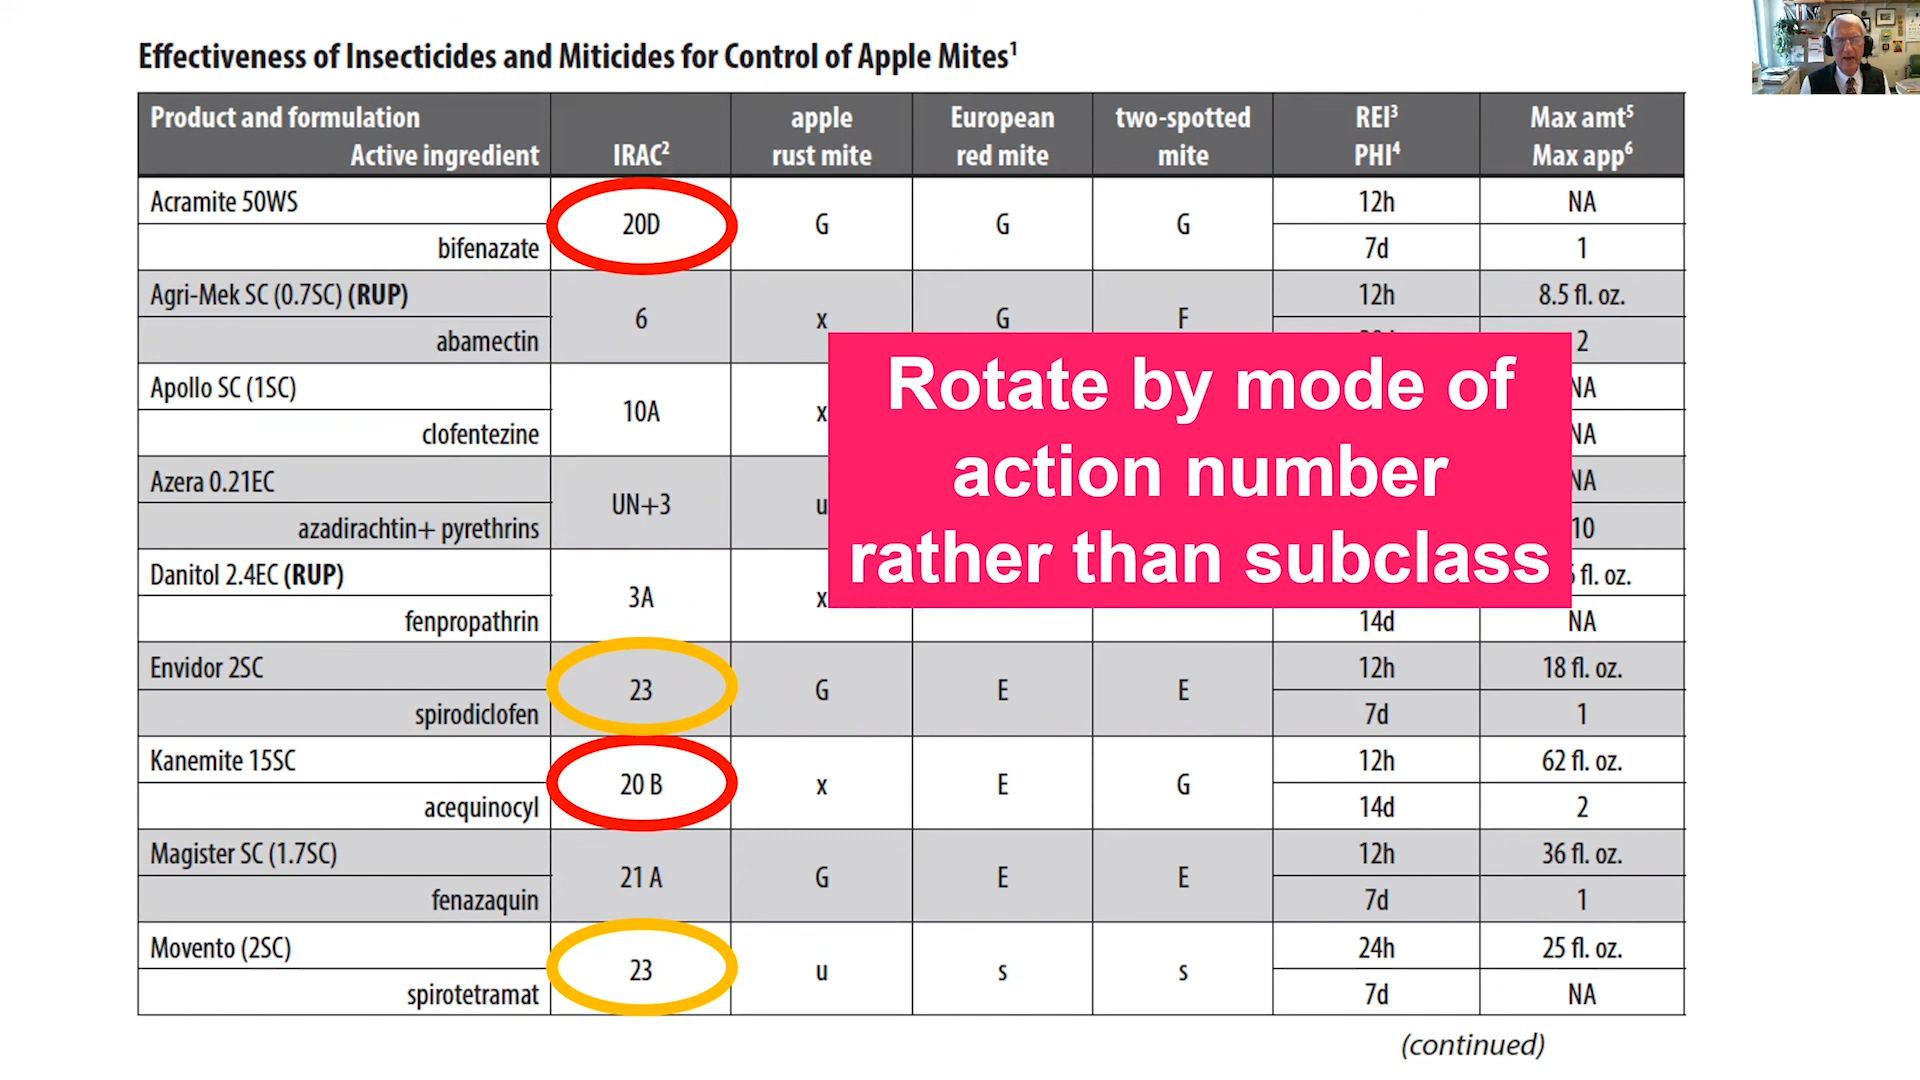 Effectiveness of Insecticides and Miticides for Control of Apple Mites¹
Product and formulation
Active ingredient
IRAC²
apple
rust mite
European
red mite
two-spotted
mite
REI³
PHI⁴
Max amt⁵
Max app⁶
Acramite 50WS
bifenazate
20D
G
G
G
12h
7d
NA
1
Agri-Mek SC (0.7SC) (RUP)
abamectin
6
x
G
F
12h
8.5 fl. oz.
2
Apollo SC (1SC)
clofentezine
10A
x
NA
NA
Azera 0.21EC
azadirachtin+ pyrethrins
UN+3
u
NA
10
Danitol 2.4EC (RUP)
fenpropathrin
3A
x
14d
fl. oz.
NA
Rotate by mode of
action number
rather than subclass
Envidor 2SC
spirodiclofen
23
G
E
E
12h
7d
18 fl. oz.
1
Kanemite 15SC
acequinocyl
20 B
x
E
G
12h
14d
62 fl. oz.
2
Magister SC (1.7SC)
fenazaquin
21 A
G
E
E
12h
7d
36 fl. oz.
1
Movento (2SC)
spirotetramat
23
u
s
s
24h
7d
25 fl. oz.
NA
(continued)